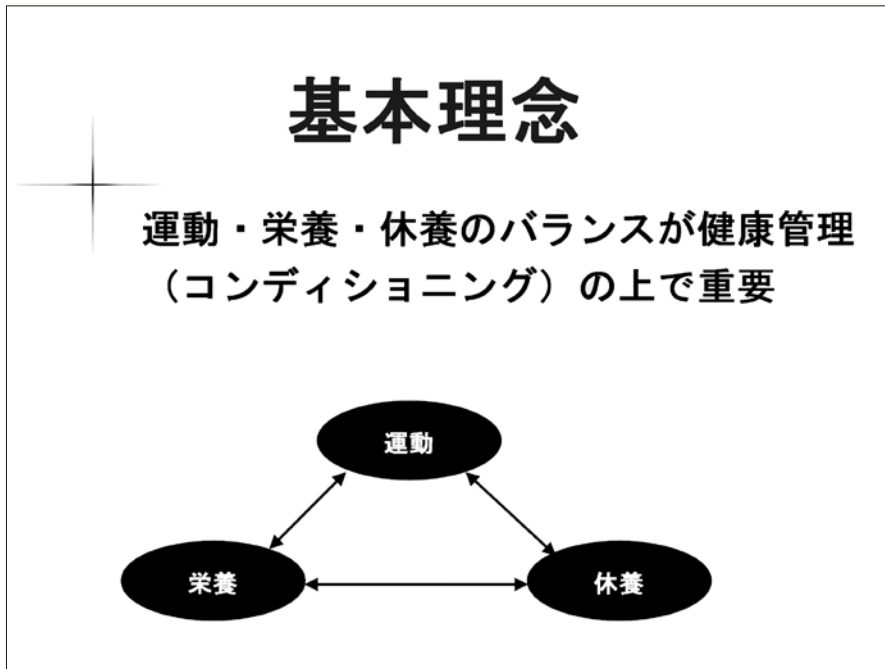 基本理念
運動・栄養・休養のバランスが健康管理
（コンディショニング）の上で重要
運動
栄養
休養